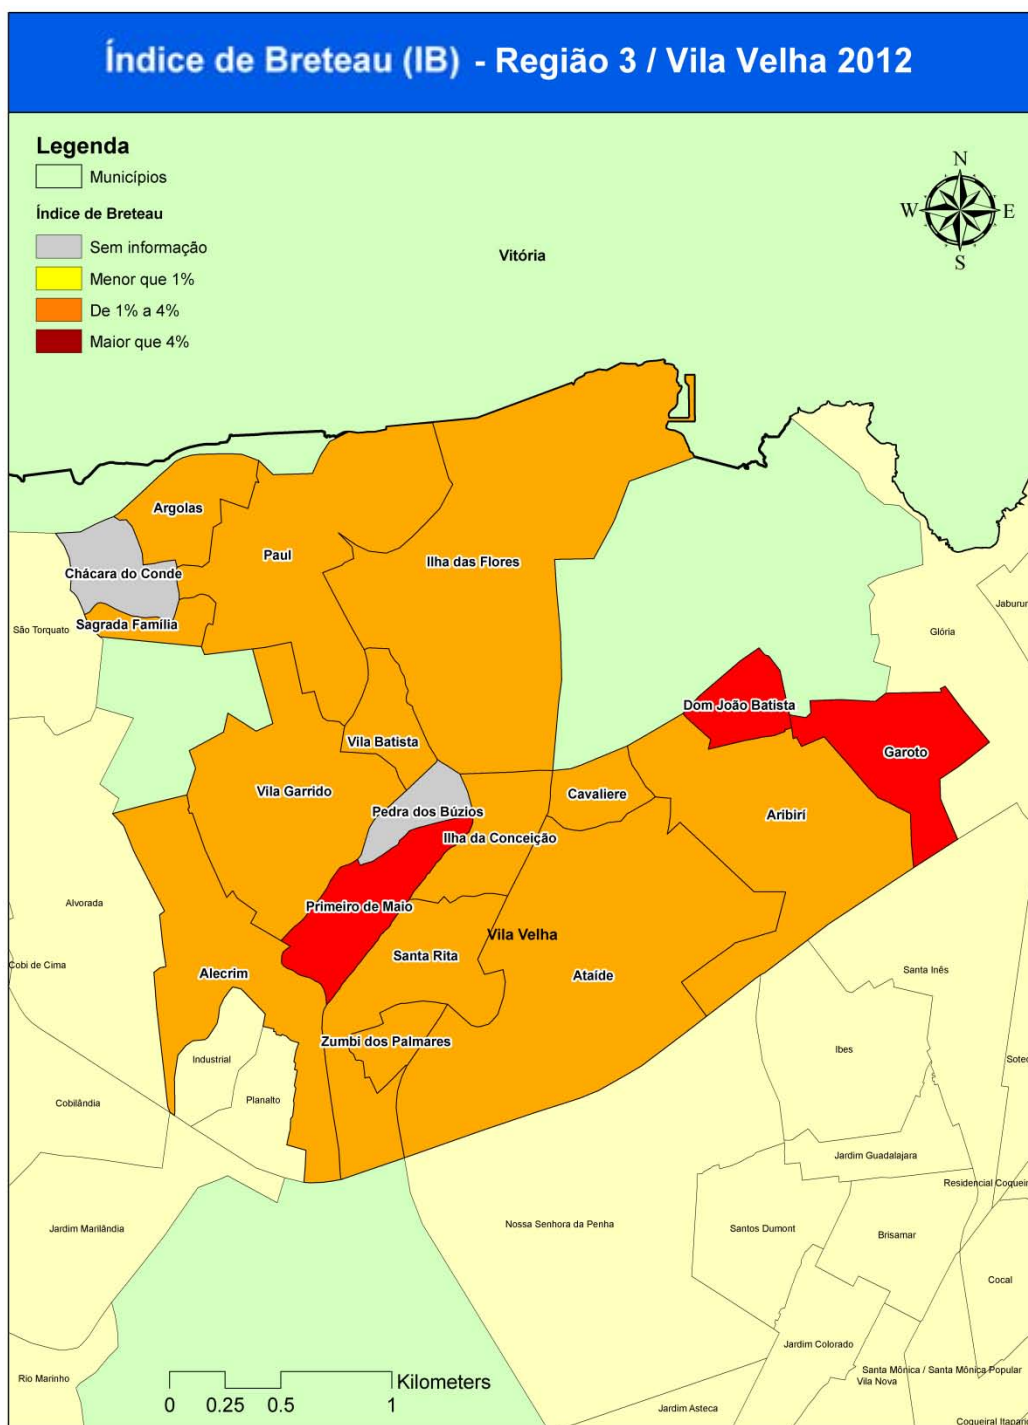 Índice de Breteau (IB) - Região 3 / Vila Velha 2012
Legenda
Municípios
Índice de Breteau
Sem informação
Menor que 1%
De 1% a 4%
Maior que 4%
N
W E
S
Vitória
Argolas
Paul
Ilha das Flores
Chácara do Conde
Sagrada Família
São Torquato
Jaburun
Glória
Dom João Batista
Garoto
Vila Batista
Vila Garrido
Cavaliere
Pedra dos Búzios
Aribirí
Ilha da Conceição
Primeiro de Maio
Alvorada
Vila Velha
Santa Rita
Cobi de Cima
Alecrim
Ataíde
Santa Inês
Zumbi dos Palmares
Industrial
Ibes
Soted
Planalto
Cobilândia
Jardim Guadalajara
Residencial Coqueir
Jardim Marilândia
Nossa Senhora da Penha
Santos Dumont
Brisamar
Cocal
Jardim Colorado
Rio Marinho
Santa Mônica / Santa Mônica Popular
Vila Nova
Jardim Asteca
Coqueiral Itaparic
Kilometers
0 0.25 0.5 1